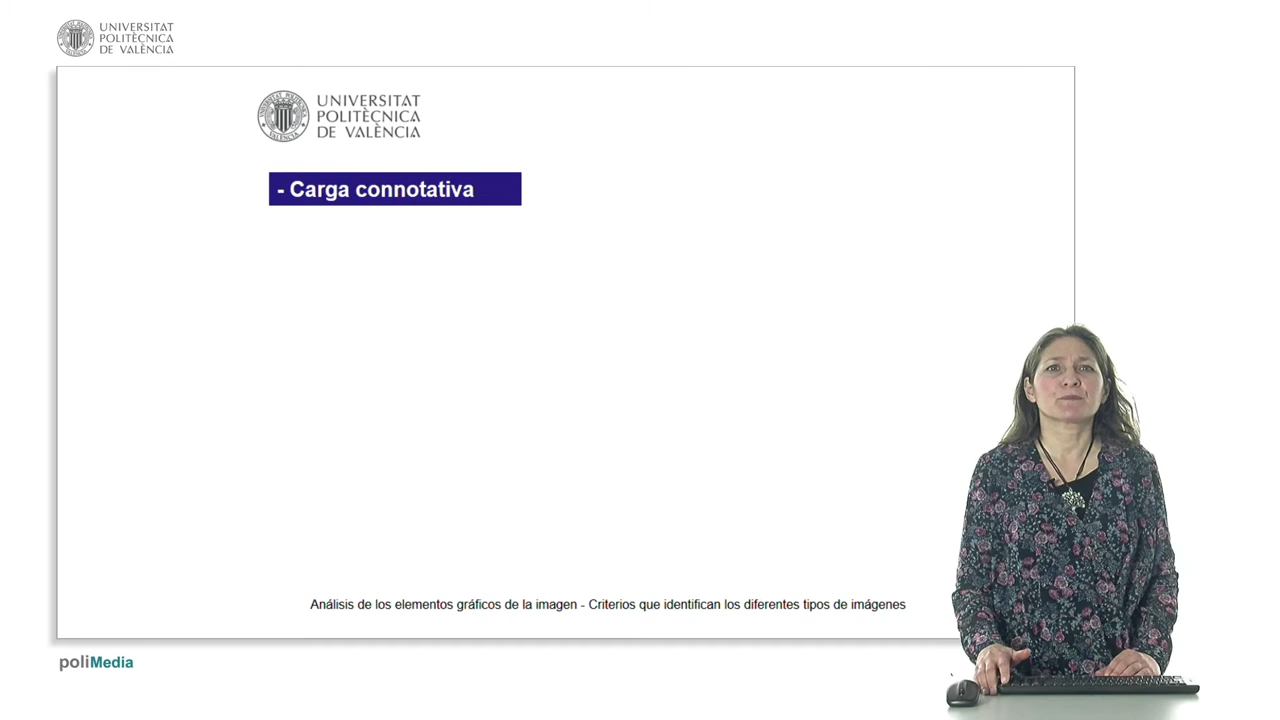 UNIVERSITAT
POLITÈCNICA
DE VALÈNCIA
UNIVERSITAT
POLITÈCNICA
DE VALÈNCIA
- Carga connotativa
Análisis de los elementos gráficos de la imagen - Criterios que identifican los diferentes tipos de imágenes
poliMedia